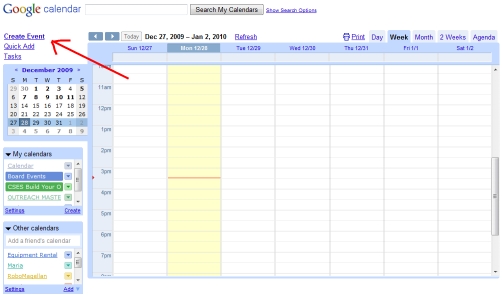 Google calendar
Search My Calendars
Show Search Options
Create Event
Quick Add
Tasks
Today
Dec 27, 2009 – Jan 2, 2010
Refresh
Print
Day
Week
Month
2 Weeks
Agenda
Sun 12/27
Mon 12/28
Tue 12/29
Wed 12/30
Thu 12/31
Fri 1/1
Sat 1/2
« December 2009 »
S M T W T F S
29 30 1 2 3 4 5
6 7 8 9 10 11 12
13 14 15 16 17 18 19
20 21 22 23 24 25 26
27 28 29 30 31 1 2
3 4 5 6 7 8 9
11am
12pm
1pm
2pm
3pm
4pm
5pm
6pm
7pm
My calendars
Calendar
Board Events
CSES Build Your O
OUTREACH MAGTE
Settings
Create
Other calendars
Add a friend's calendar
Equipment Rental
Maria
RoboMagellan
Settings
Add